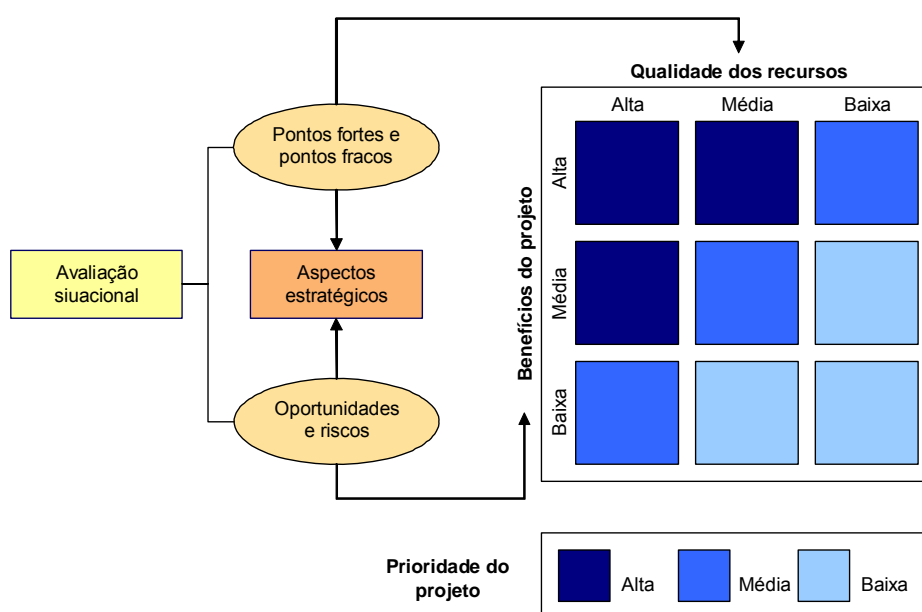 Qualidade dos recursos
Alta
Média
Baixa
Pontos fortes e
pontos fracos
Avaliação
siuacional
Aspectos
estratégicos
Oportunidades
e riscos
Benefícios do projeto
Alta
Média
Baixa
Prioridade do
projeto
Alta
Média
Baixa